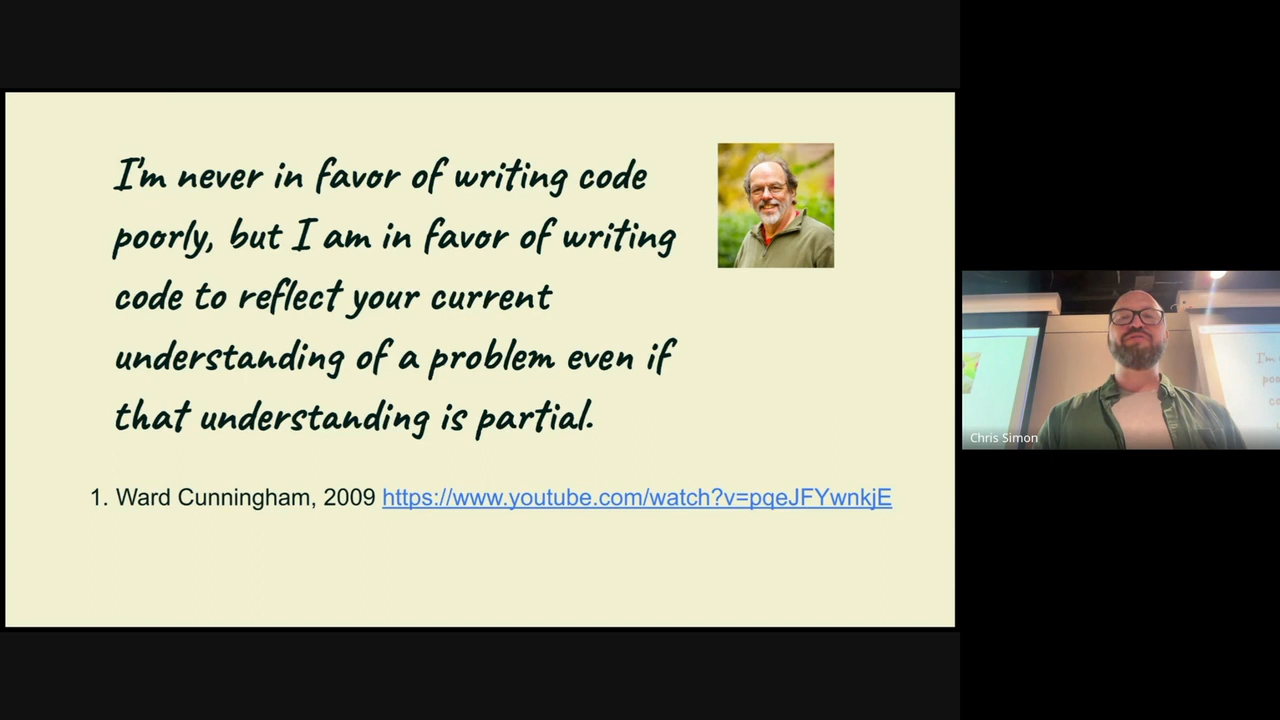 I'm never in favor of writing code
poorly, but I am in favor of writing
code to reflect your current
understanding of a problem even if
that understanding is partial.
1. Ward Cunningham, 2009 https://www.youtube.com/watch?v=pqeJFYwnkjE
Chris Simon